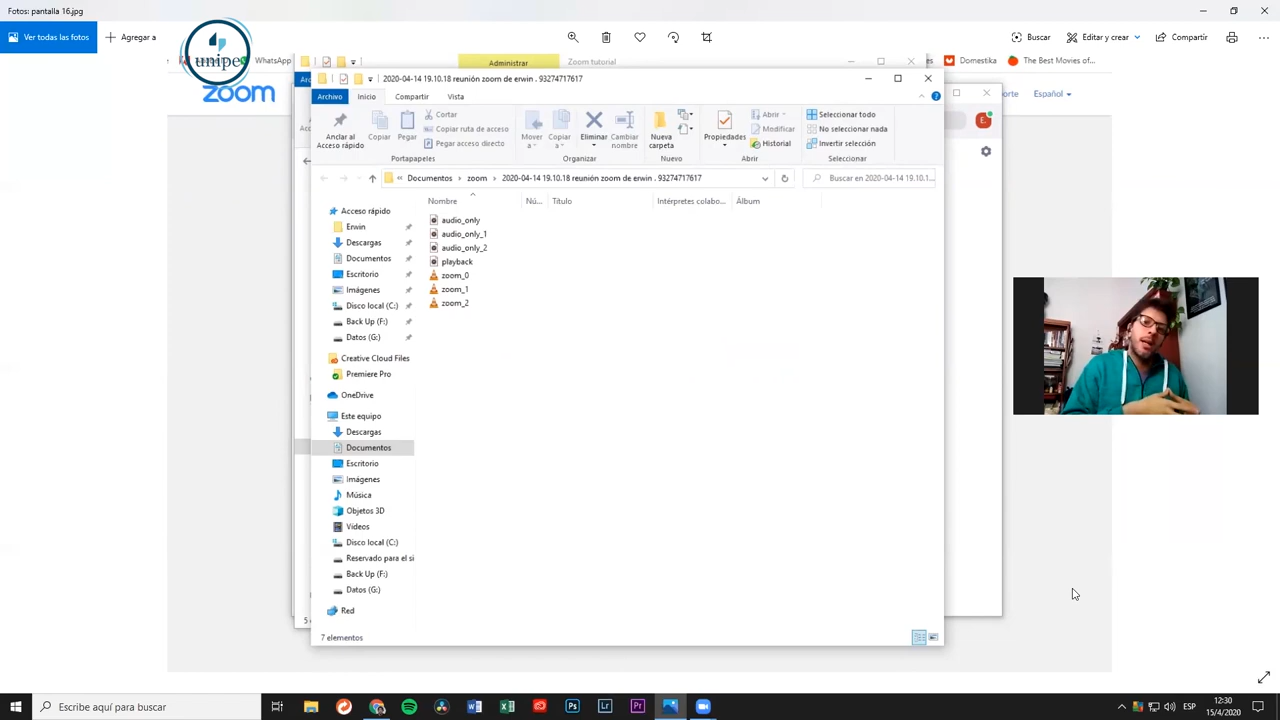 Fotos: pantalla 16.jpg
Ver todas las fotos
Agregar a
Buscar
Editar y crear
Compartir
unipe
zoom
WhatsApp
Administrar
Zoom tutorial
Domestika
The Best Movies of...
Español
E
2020-04-14 19.10.18 reunión zoom de erwin . 93274717617
Archivo
Inicio
Compartir
Vista
Anclar al
Acceso rápido
Copiar
Pegar
Cortar
Copiar ruta de acceso
Pegar acceso directo
Portapapeles
Mover
a
Copiar
a
Eliminar
Cambiar
nombre
Organizar
Nueva
carpeta
Nuevo
Propiedades
Abrir
Modificar
Historial
Abrir
Seleccionar todo
No seleccionar nada
Invertir selección
Seleccionar
« Documentos > zoom > 2020-04-14 19.10.18 reunión zoom de erwin . 93274717617
Buscar en 2020-04-14 19.10.1...
Nombre
Nú...
Título
Intérpretes colabo...
Álbum
audio_only
audio_only_1
audio_only_2
playback
zoom_0
zoom_1
zoom_2
Acceso rápido
Erwin
Descargas
Documentos
Escritorio
Imágenes
Disco local (C:)
Back Up (F:)
Datos (G:)
Creative Cloud Files
Premiere Pro
OneDrive
Este equipo
Descargas
Documentos
Escritorio
Imágenes
Música
Objetos 3D
Vídeos
Disco local (C:)
Reservado para el si
Back Up (F:)
Datos (G:)
Red
7 elementos
Escribe aquí para buscar
Ps
Lr
Pr
ESP
12:30
15/4/2020